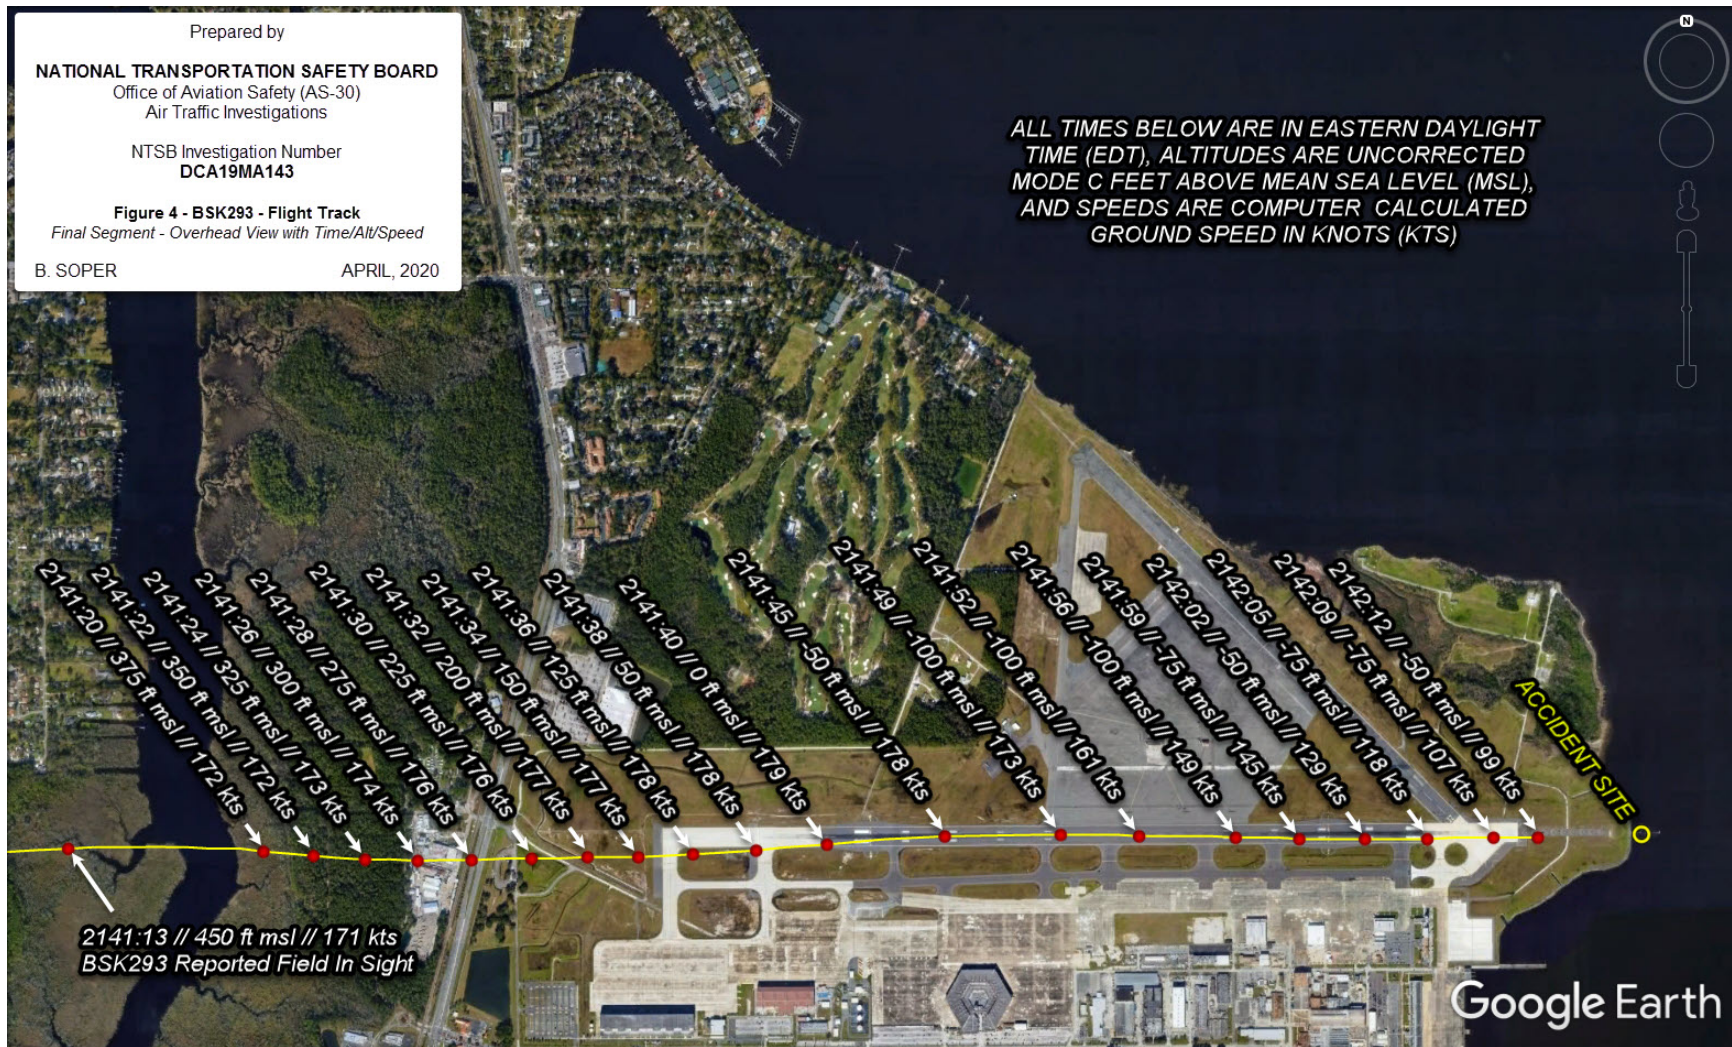 Prepared by
NATIONAL TRANSPORTATION SAFETY BOARD
Office of Aviation Safety (AS-30)
Air Traffic Investigations
NTSB Investigation Number
DCA19MA143
Figure 4 - BSK293 - Flight Track
Final Segment - Overhead View with Time/Alt/Speed
B. SOPER APRIL, 2020
N
ALL TIMES BELOW ARE IN EASTERN DAYLIGHT
TIME (EDT), ALTITUDES ARE UNCORRECTED
MODE C FEET ABOVE MEAN SEA LEVEL (MSL),
AND SPEEDS ARE COMPUTER CALCULATED
GROUND SPEED IN KNOTS (KTS)
2141:20 // 375 ft msl // 172 kts
2141:22 // 350 ft msl // 172 kts
2141:24 // 325 ft msl // 173 kts
2141:26 // 300 ft msl // 174 kts
2141:28 // 275 ft msl // 176 kts
2141:30 // 225 ft msl // 176 kts
2141:32 // 200 ft msl // 177 kts
2141:34 // 150 ft msl // 177 kts
2141:36 // 125 ft msl // 178 kts
2141:38 // 50 ft msl // 178 kts
2141:40 // 0 ft msl // 179 kts
2141:45 // -50 ft msl // 178 kts
2141:49 // -100 ft msl // 173 kts
2141:52 // -100 ft msl // 161 kts
2141:56 // -100 ft msl // 149 kts
2141:59 // -75 ft msl // 145 kts
2142:02 // -50 ft msl // 129 kts
2142:05 // -75 ft msl // 118 kts
2142:09 // -75 ft msl // 107 kts
2142:12 // -50 ft msl // 99 kts
ACCIDENT SITE
2141:13 // 450 ft msl // 171 kts
BSK293 Reported Field In Sight
Google Earth